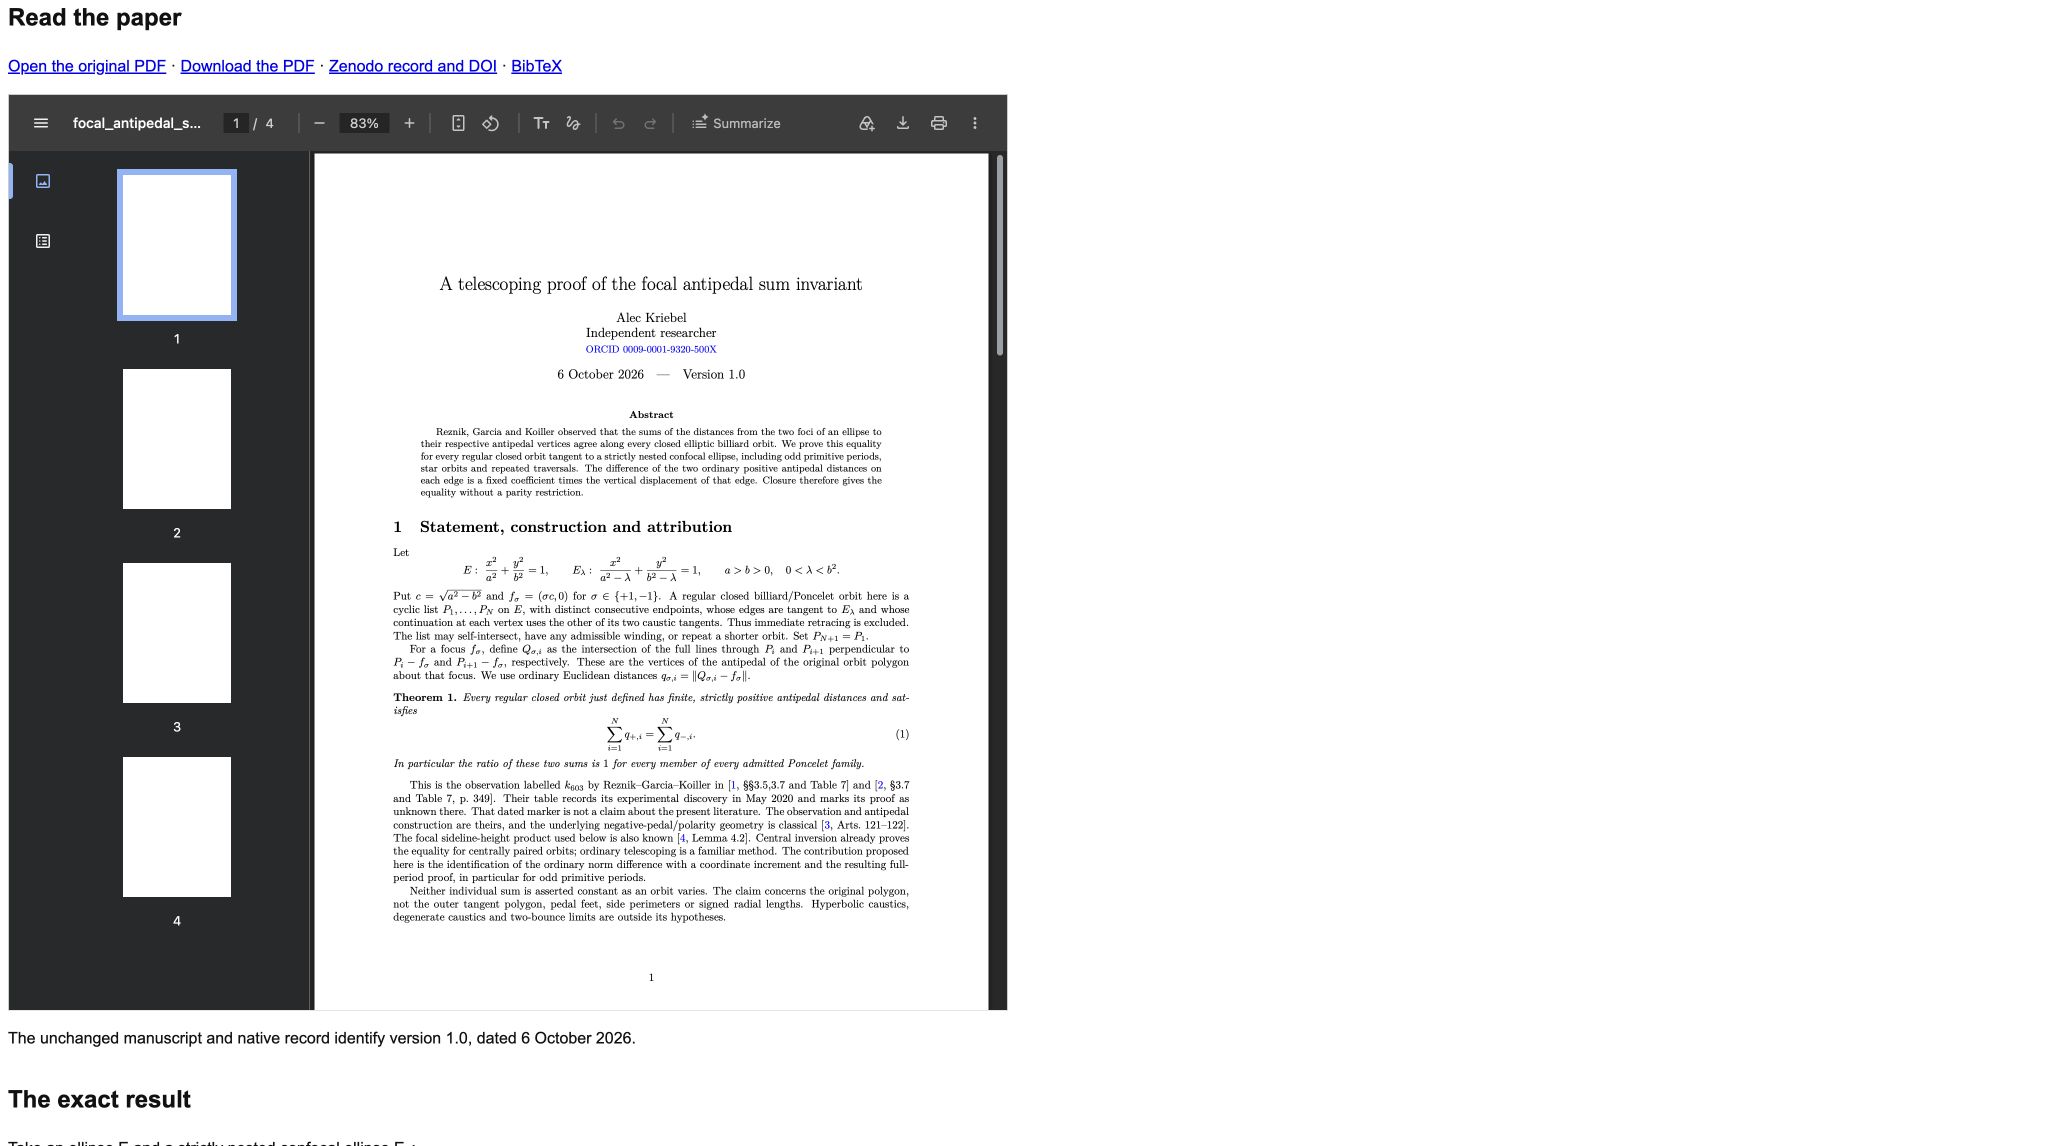 Read the paper
Open the original PDF · Download the PDF · Zenodo record and DOI · BibTeX
focal_antipedal_s... 1 / 4 − 83% + Summarize
1
2
3
4
A telescoping proof of the focal antipedal sum invariant
Alec Kriebel
Independent researcher
ORCID 0009-0001-9320-500X
6 October 2026 — Version 1.0
Abstract
Reznik, Garcia and Koiller observed that the sums of the distances from the two foci of an ellipse to
their respective antipedal vertices agree along every closed elliptic billiard orbit. We prove this equality
for every regular closed orbit tangent to a strictly nested confocal ellipse, including odd primitive periods,
star orbits and repeated traversals. The difference of the two ordinary positive antipedal distances on
each edge is a fixed coefficient times the vertical displacement of that edge. Closure therefore gives the
equality without a parity restriction.
1 Statement, construction and attribution
Let
E : x²/a² + y²/b² = 1, E_λ : x²/(a² − λ) + y²/(b² − λ) = 1, a > b > 0, 0 < λ < b².
Put c = √(a² − b²) and f_σ = (σc, 0) for σ ∈ {+1, −1}. A regular closed billiard/Poncelet orbit here is a
cyclic list P₁, . . . , P_N on E, with distinct consecutive endpoints, whose edges are tangent to E_λ and whose
continuation at each vertex uses the other of its two caustic tangents. Thus immediate retracing is excluded.
The list may self-intersect, have any admissible winding, or repeat a shorter orbit. Set P_{N+1} = P₁.
For a focus f_σ, define Q_{σ,i} as the intersection of the full lines through P_i and P_{i+1} perpendicular to
P_i − f_σ and P_{i+1} − f_σ, respectively. These are the vertices of the antipedal of the original orbit polygon
about that focus. We use ordinary Euclidean distances q_{σ,i} = ‖Q_{σ,i} − f_σ‖.
Theorem 1. Every regular closed orbit just defined has finite, strictly positive antipedal distances and sat-
isfies
∑_{i=1}^{N} q_{+,i} = ∑_{i=1}^{N} q_{−,i}. (1)
In particular the ratio of these two sums is 1 for every member of every admitted Poncelet family.
This is the observation labelled k₆₀₃ by Reznik–Garcia–Koiller in [1, §§3.5,3.7 and Table 7] and [2, §3.7
and Table 7, p. 349]. Their table records its experimental discovery in May 2020 and marks its proof as
unknown there. That dated marker is not a claim about the present literature. The observation and antipedal
construction are theirs, and the underlying negative-pedal/polarity geometry is classical [3, Arts. 121–122].
The focal sideline-height product used below is also known [4, Lemma 4.2]. Central inversion already proves
the equality for centrally paired orbits; ordinary telescoping is a familiar method. The contribution proposed
here is the identification of the ordinary norm difference with a coordinate increment and the resulting full-
period proof, in particular for odd primitive periods.
Neither individual sum is asserted constant as an orbit varies. The claim concerns the original polygon,
not the outer tangent polygon, pedal feet, side perimeters or signed radial lengths. Hyperbolic caustics,
degenerate caustics and two-bounce limits are outside its hypotheses.
1
The unchanged manuscript and native record identify version 1.0, dated 6 October 2026.
The exact result